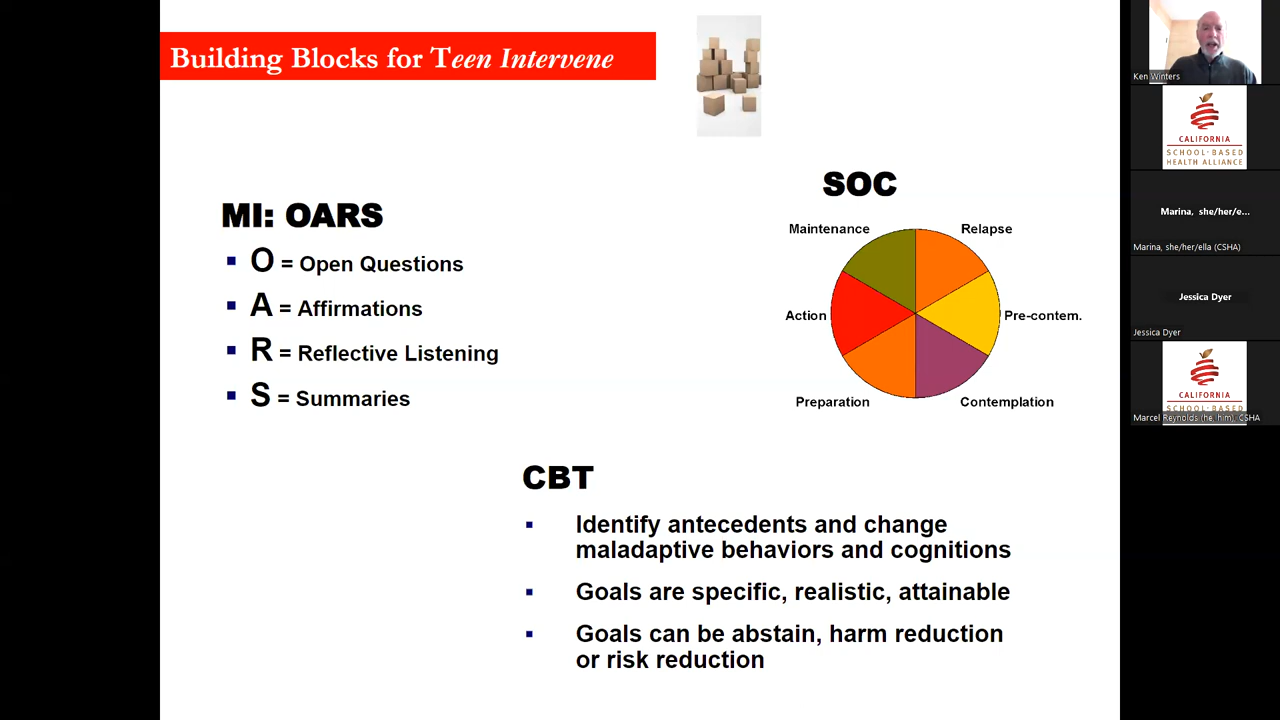 Building Blocks for Teen Intervene
MI: OARS
▪ O = Open Questions
▪ A = Affirmations
▪ R = Reflective Listening
▪ S = Summaries
SOC
Maintenance
Relapse
Action
Pre-contem.
Preparation
Contemplation
CBT
▪ Identify antecedents and change
maladaptive behaviors and cognitions
▪ Goals are specific, realistic, attainable
▪ Goals can be abstain, harm reduction
or risk reduction
Ken Winters
CALIFORNIA
SCHOOL-BASED
HEALTH ALLIANCE
Marina, she/her/e...
Marina, she/her/ella (CSHA)
Jessica Dyer
Jessica Dyer
CALIFORNIA
SCHOOL-BASED
Marcel Reynolds (he, him), CSHA